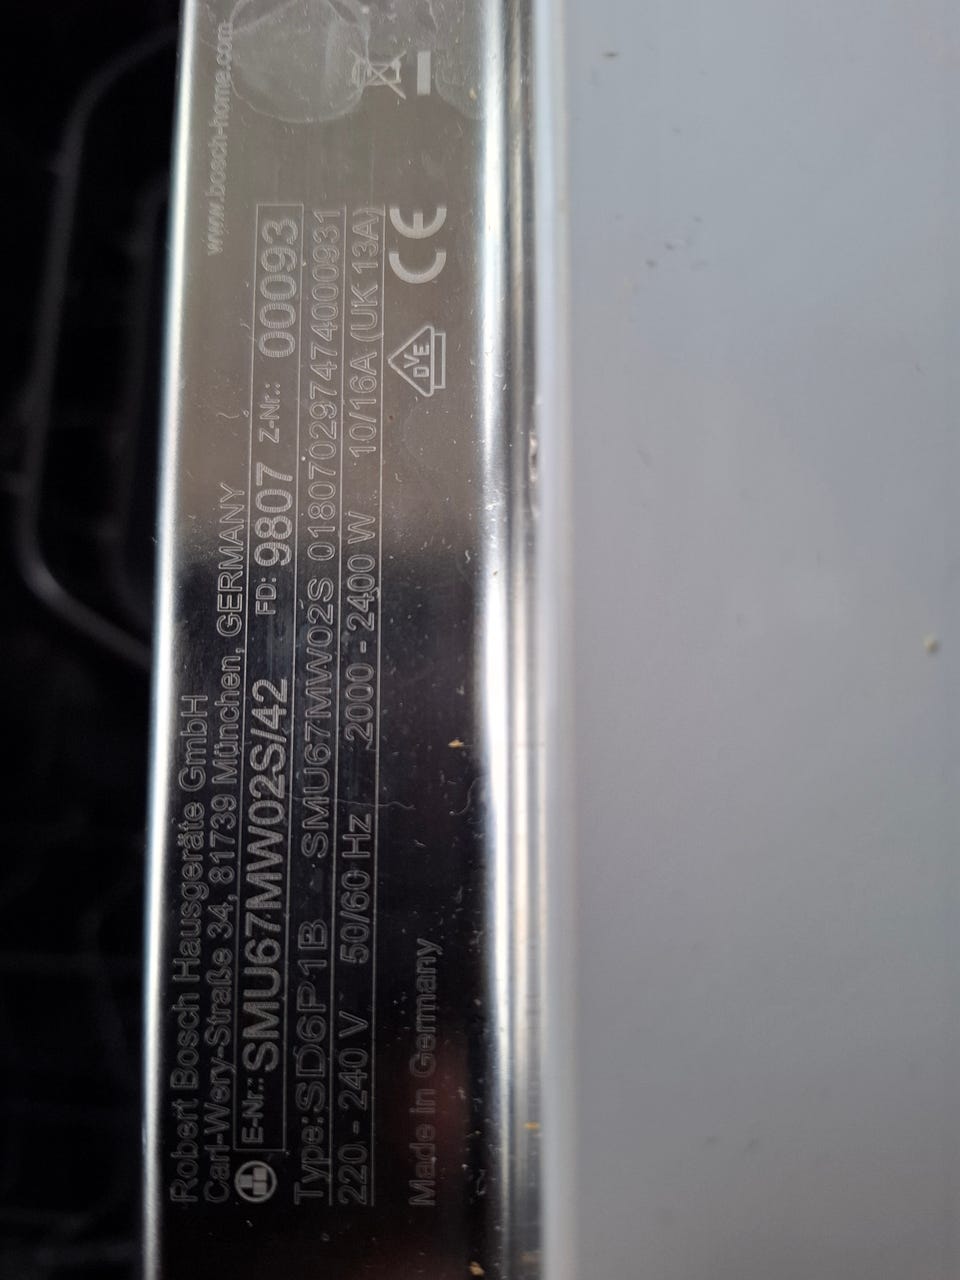 Robert Bosch Hausgeräte GmbH
Carl-Wery-Straße 34, 81739 München, GERMANY
www.bosch-home.com
E-Nr.: SMU67MW02S/42 FD: 9807 Z-Nr.: 00093
Type: SD6P1B SMU67MW02S 018070297474000931
220 - 240 V 50/60 Hz 2000 - 2400 W 10/16A (UK 13A)
Made in Germany
DVE
CE